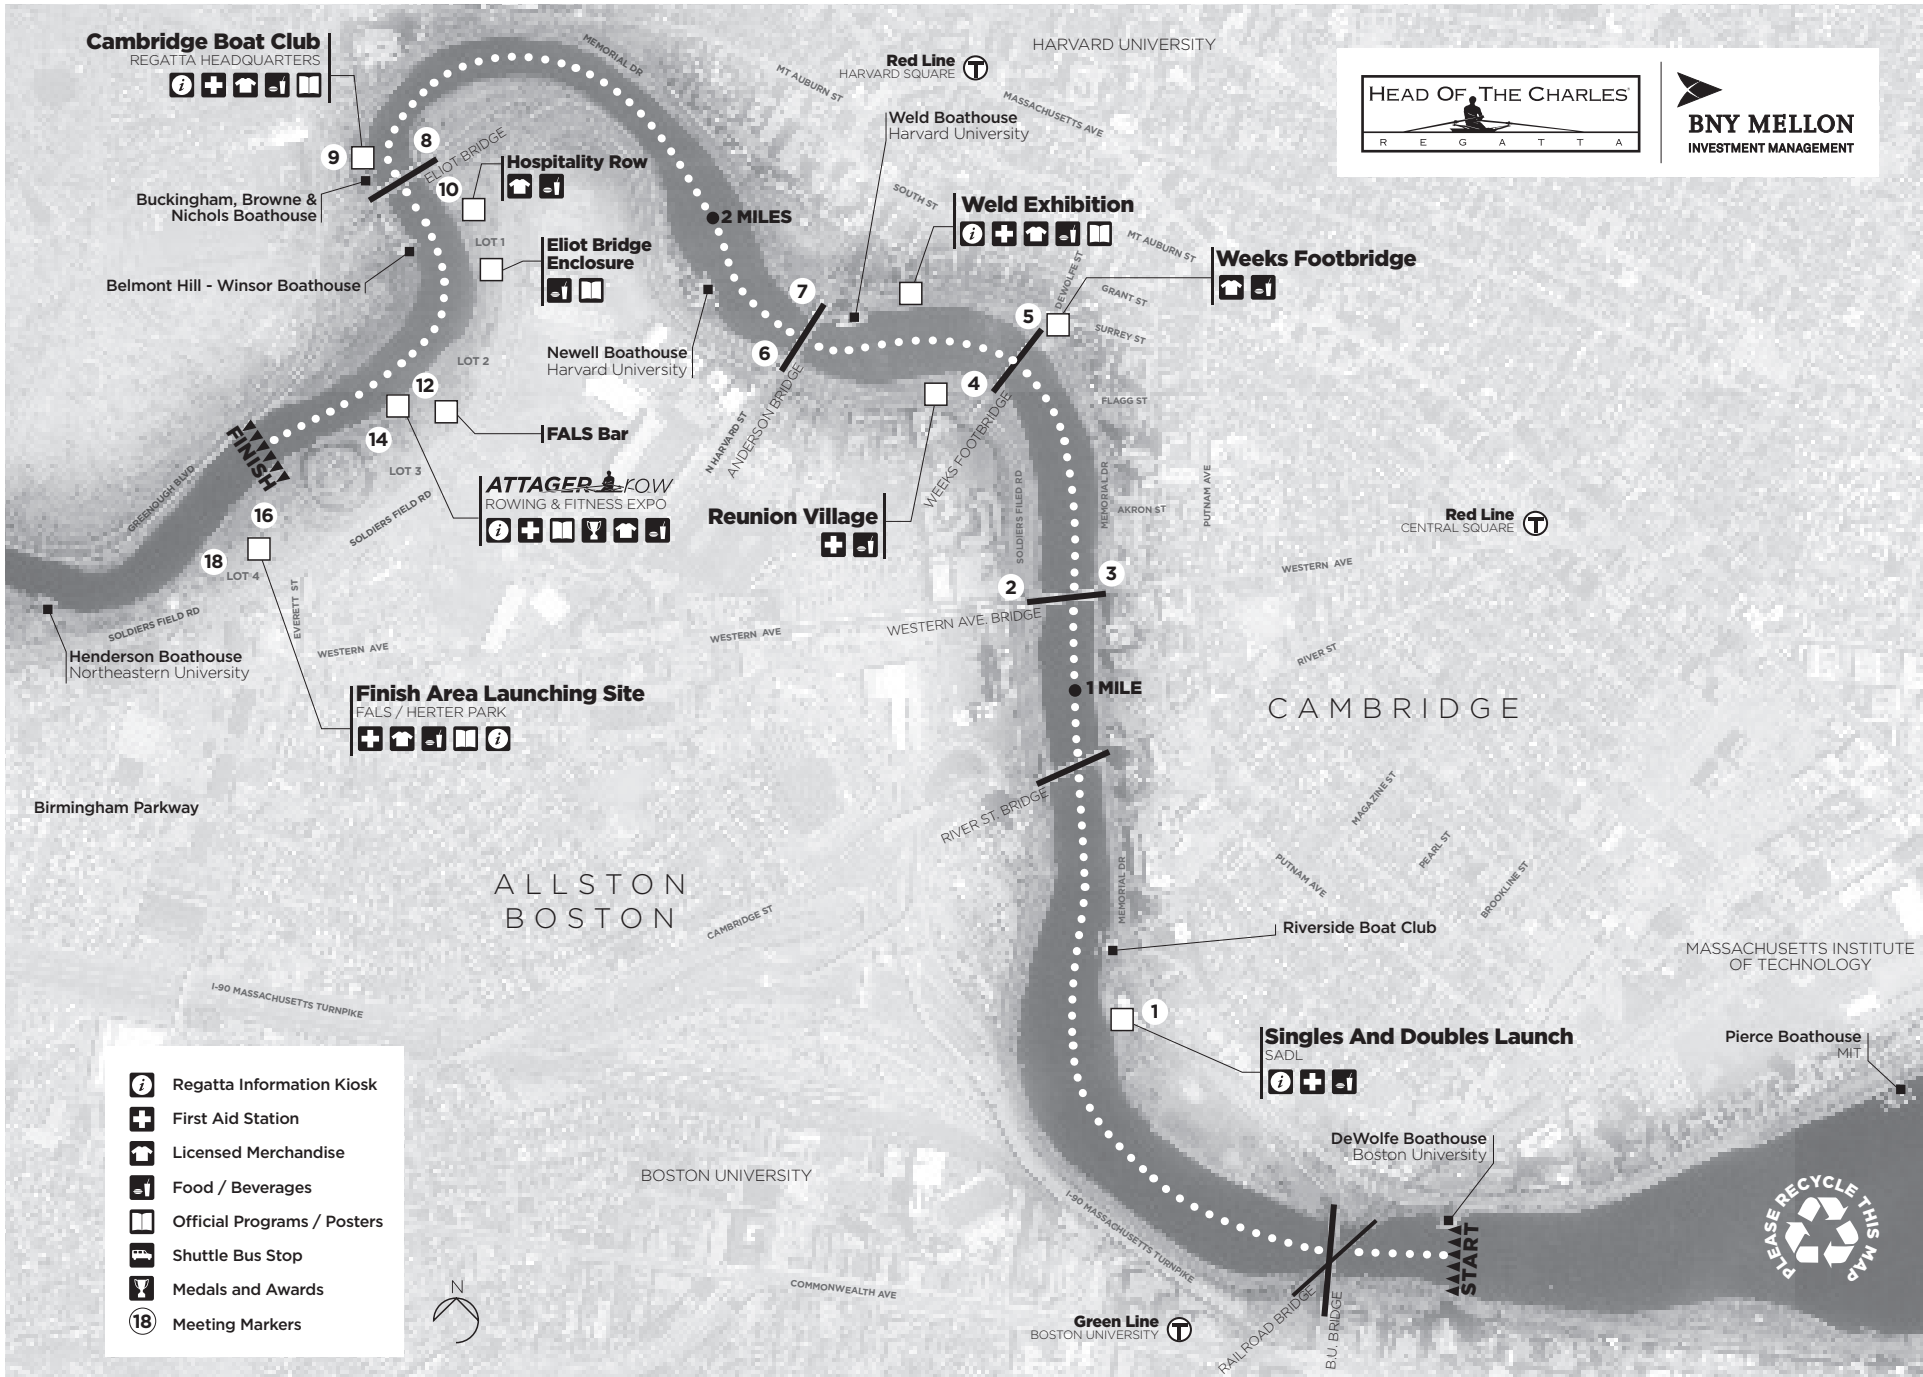 Cambridge Boat Club
REGATTA HEADQUARTERS
MEMORIAL DR
HARVARD UNIVERSITY
Red Line
HARVARD SQUARE
T
MT AUBURN ST
MASSACHUSETTS AVE
HEAD OF THE CHARLES®
REGATTA
BNY MELLON
INVESTMENT MANAGEMENT
Weld Boathouse
Harvard University
8
9
ELIOT BRIDGE
10
Hospitality Row
Buckingham, Browne &
Nichols Boathouse
SOUTH ST
Weld Exhibition
2 MILES
LOT 1
Eliot Bridge
Enclosure
MT AUBURN ST
DEWOLFE ST
Weeks Footbridge
Belmont Hill - Winsor Boathouse
GRANT ST
7
5
SURREY ST
6
Newell Boathouse
Harvard University
LOT 2
12
4
FLAGG ST
N HARVARD ST
ANDERSON BRIDGE
WEEKS FOOTBRIDGE
FINISH
14
FALS Bar
LOT 3
GREENOUGH BLVD
SOLDIERS FIELD RD
ATTAGER ROW
ROWING & FITNESS EXPO
Reunion Village
SOLDIERS FILED RD
MEMORIAL DR
AKRON ST
PUTNAM AVE
Red Line
CENTRAL SQUARE
T
16
18
LOT 4
EVERETT ST
SOLDIERS FIELD RD
WESTERN AVE
2
3
WESTERN AVE
WESTERN AVE. BRIDGE
WESTERN AVE
RIVER ST
Henderson Boathouse
Northeastern University
Finish Area Launching Site
FALS / HERTER PARK
1 MILE
CAMBRIDGE
Birmingham Parkway
RIVER ST. BRIDGE
MAGAZINE ST
PEARL ST
PUTNAM AVE
BROOKLINE ST
MEMORIAL DR
ALLSTON
BOSTON
CAMBRIDGE ST
Riverside Boat Club
MASSACHUSETTS INSTITUTE
OF TECHNOLOGY
I-90 MASSACHUSETTS TURNPIKE
1
Singles And Doubles Launch
SADL
Pierce Boathouse
MIT
i Regatta Information Kiosk
First Aid Station
Licensed Merchandise
Food / Beverages
Official Programs / Posters
Shuttle Bus Stop
Medals and Awards
18 Meeting Markers
BOSTON UNIVERSITY
DeWolfe Boathouse
Boston University
I-90 MASSACHUSETTS TURNPIKE
START
PLEASE RECYCLE THIS MAP
N
COMMONWEALTH AVE
Green Line
BOSTON UNIVERSITY
T
RAILROAD BRIDGE
B.U. BRIDGE